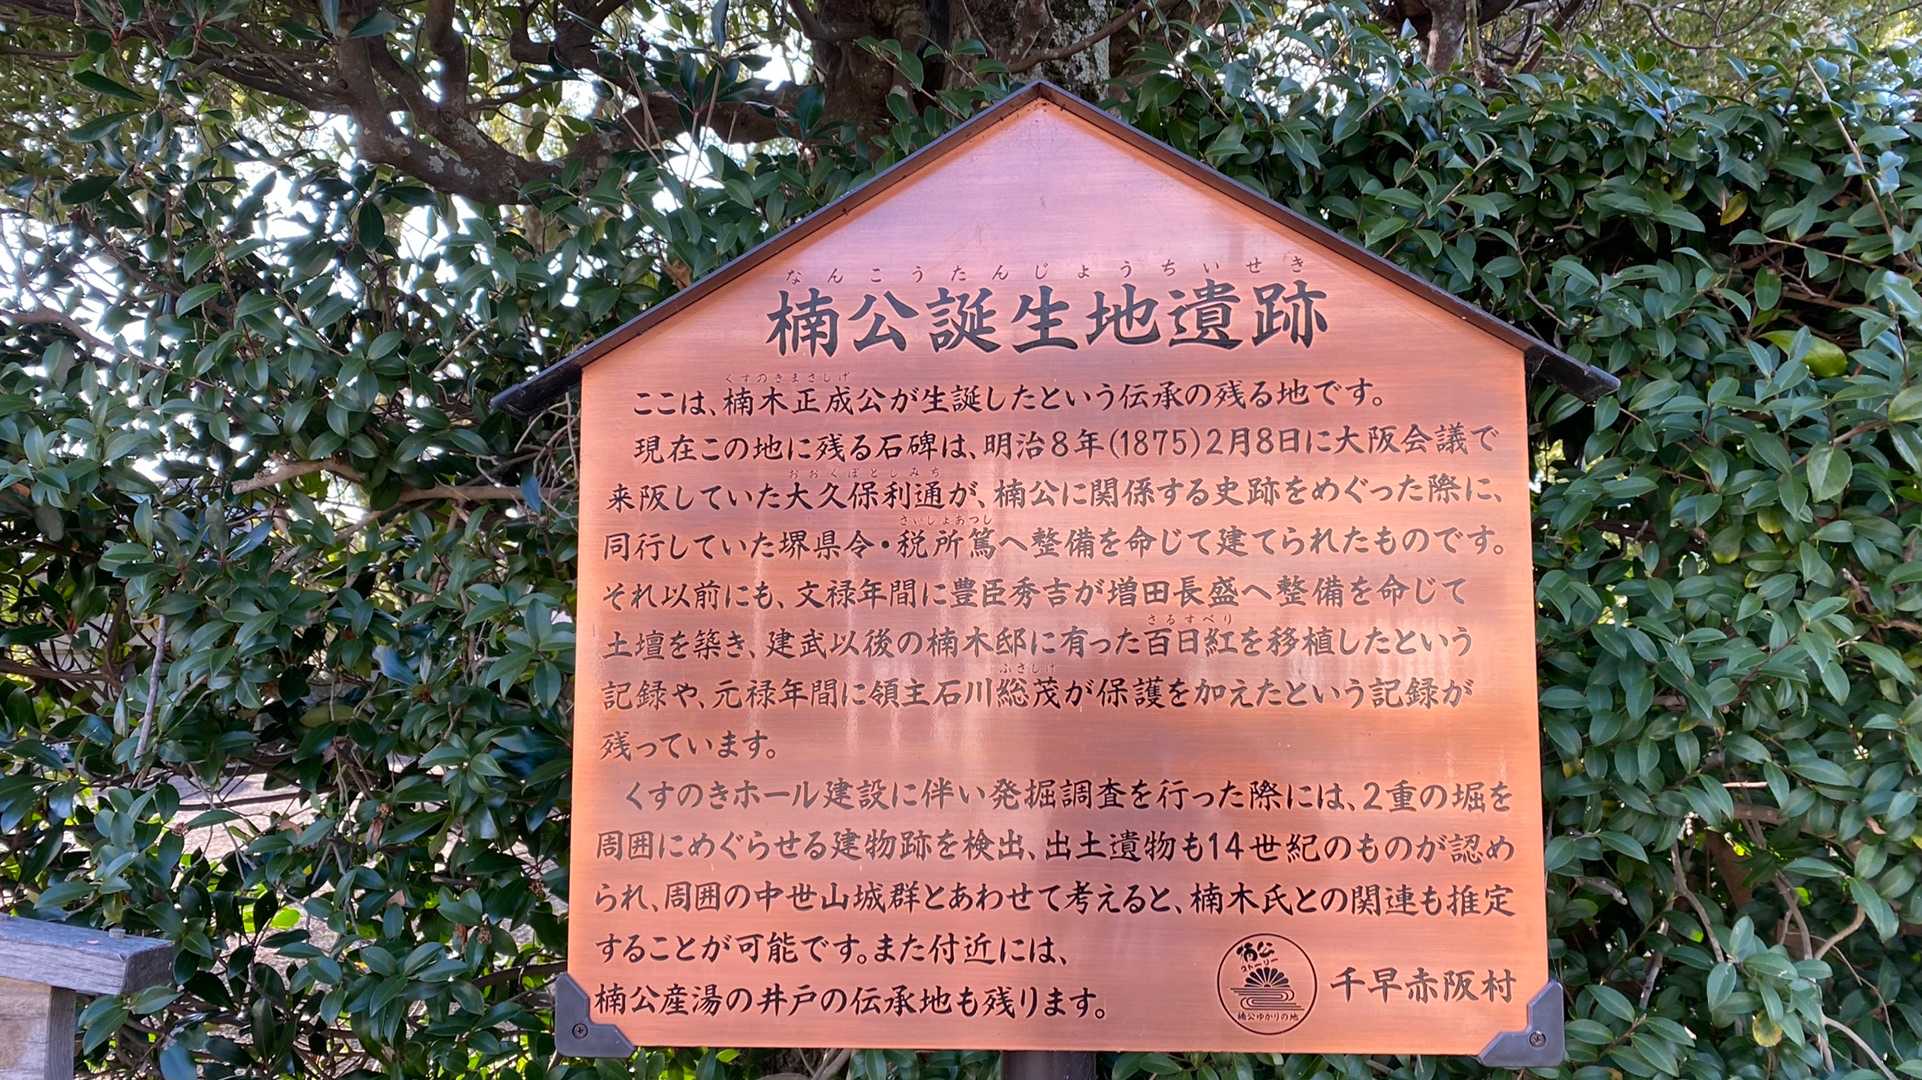 なんこうたんじょうちいせき
楠公誕生地遺跡
くすのきまさしげ
ここは、楠木正成公が生誕したという伝承の残る地です。
現在この地に残る石碑は、明治8年(1875)2月8日に大阪会議で
おおくぼとしみち
来阪していた大久保利通が、楠公に関係する史跡をめぐった際に、
さいしょあつし
同行していた堺県令・税所篤へ整備を命じて建てられたものです。
それ以前にも、文禄年間に豊臣秀吉が増田長盛へ整備を命じて
さるすべり
土壇を築き、建武以後の楠木邸に有った百日紅を移植したという
ふさしげ
記録や、元禄年間に領主石川総茂が保護を加えたという記録が
残っています。
くすのきホール建設に伴い発掘調査を行った際には、2重の堀を
周囲にめぐらせる建物跡を検出、出土遺物も14世紀のものが認め
られ、周囲の中世山城群とあわせて考えると、楠木氏との関連も推定
することが可能です。また付近には、
楠公産湯の井戸の伝承地も残ります。
楠公
ストーリー
楠公ゆかりの地
千早赤阪村